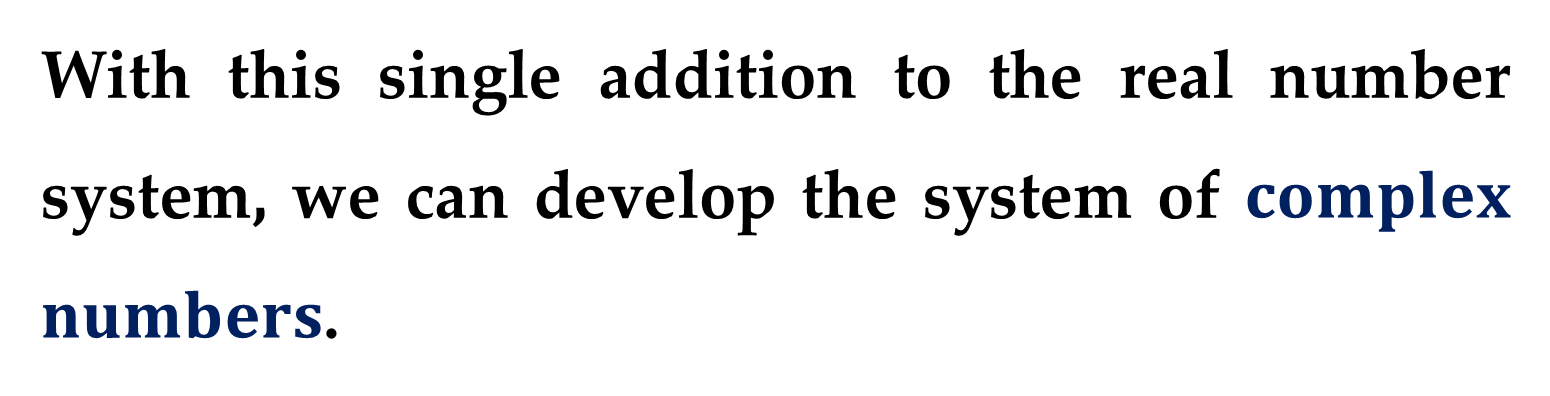 With this single addition to the real number
system, we can develop the system of complex
numbers.